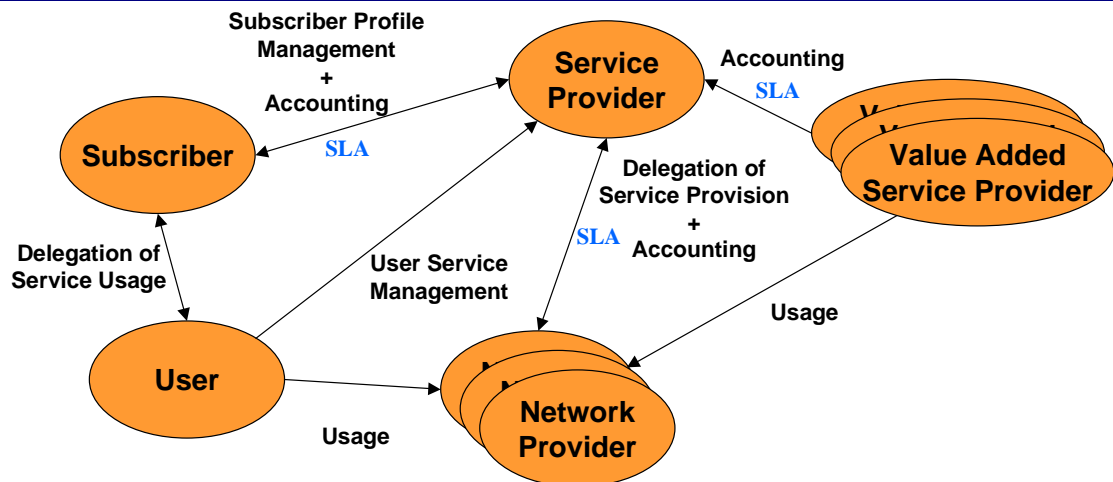 Subscriber Profile
Management
+
Accounting
SLA
Service
Provider
Accounting
SLA
Subscriber
Value Added
Service Provider
Delegation of
Service Provision
+
Accounting
SLA
Delegation of
Service Usage
User Service
Management
Usage
User
Usage
Network
Provider